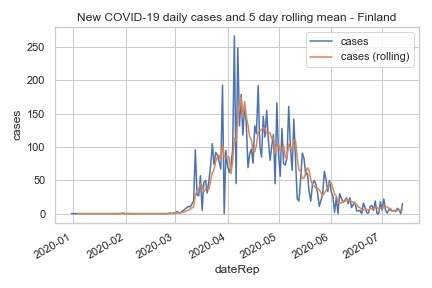 New COVID-19 daily cases and 5 day rolling mean - Finland
cases
cases (rolling)
250
200
150
100
50
0
cases
2020-01
2020-02
2020-03
2020-04
2020-05
2020-06
2020-07
dateRep